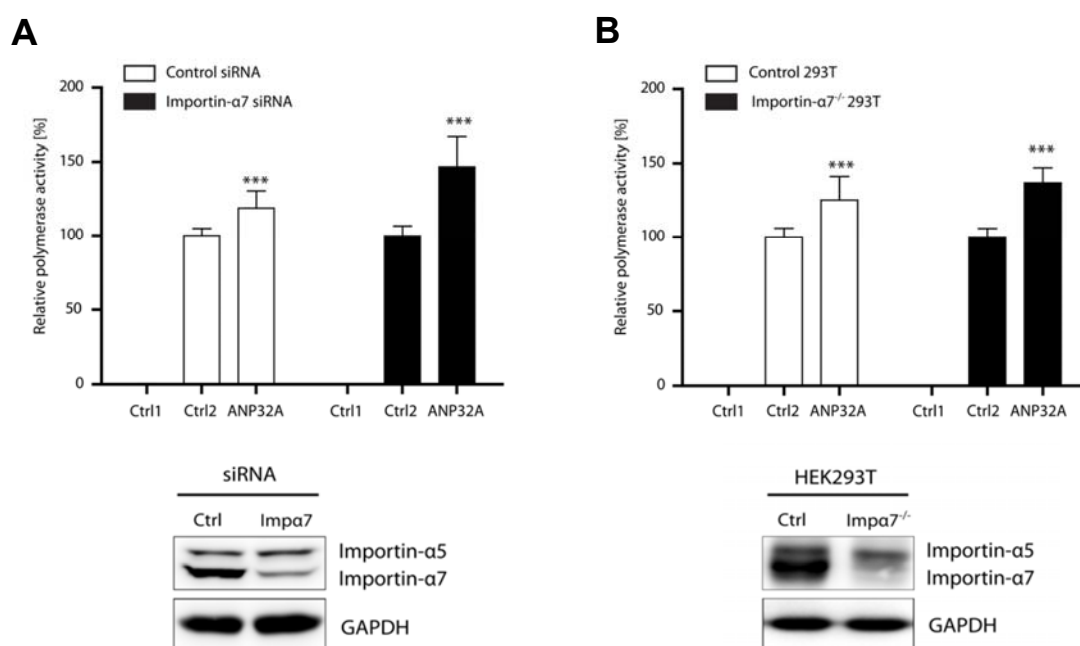 A
Control siRNA
Importin-α7 siRNA
Relative polymerase activity [%]
200
150
100
50
0
***
***
Ctrl1 Ctrl2 ANP32A Ctrl1 Ctrl2 ANP32A
siRNA
Ctrl Impα7
Importin-α5
Importin-α7
GAPDH
B
Control 293T
Importin-α7-/- 293T
Relative polymerase activity [%]
200
150
100
50
0
***
***
Ctrl1 Ctrl2 ANP32A Ctrl1 Ctrl2 ANP32A
HEK293T
Ctrl Impα7-/-
Importin-α5
Importin-α7
GAPDH